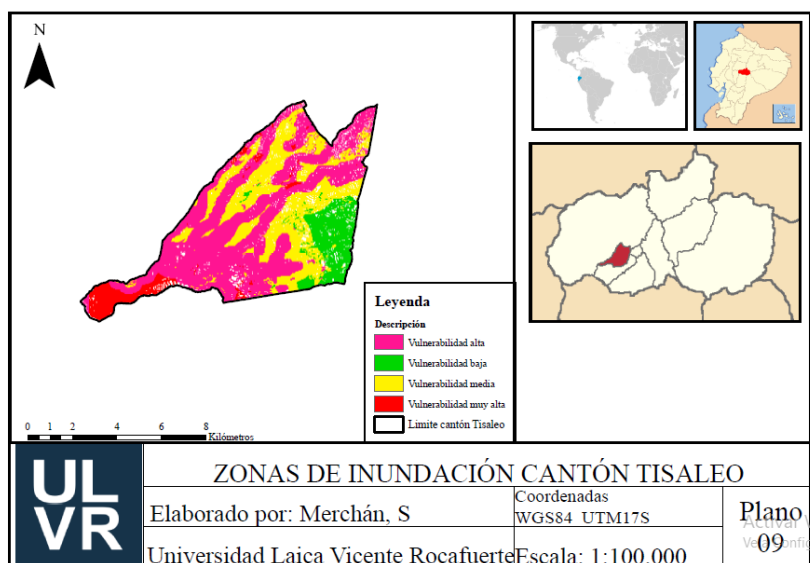 N
Leyenda
Descripción
Vulnerabilidad alta
Vulnerabilidad baja
Vulnerabilidad media
Vulnerabilidad muy alta
Limite cantón Tisaleo
0 1 2 4 6 8
Kilómetros
UL
VR
ZONAS DE INUNDACIÓN CANTÓN TISALEO
Elaborado por: Merchán, S
Coordenadas
WGS84 UTM17S
Universidad Laica Vicente Rocafuerte
Escala: 1:100.000
Plano
09
Activar